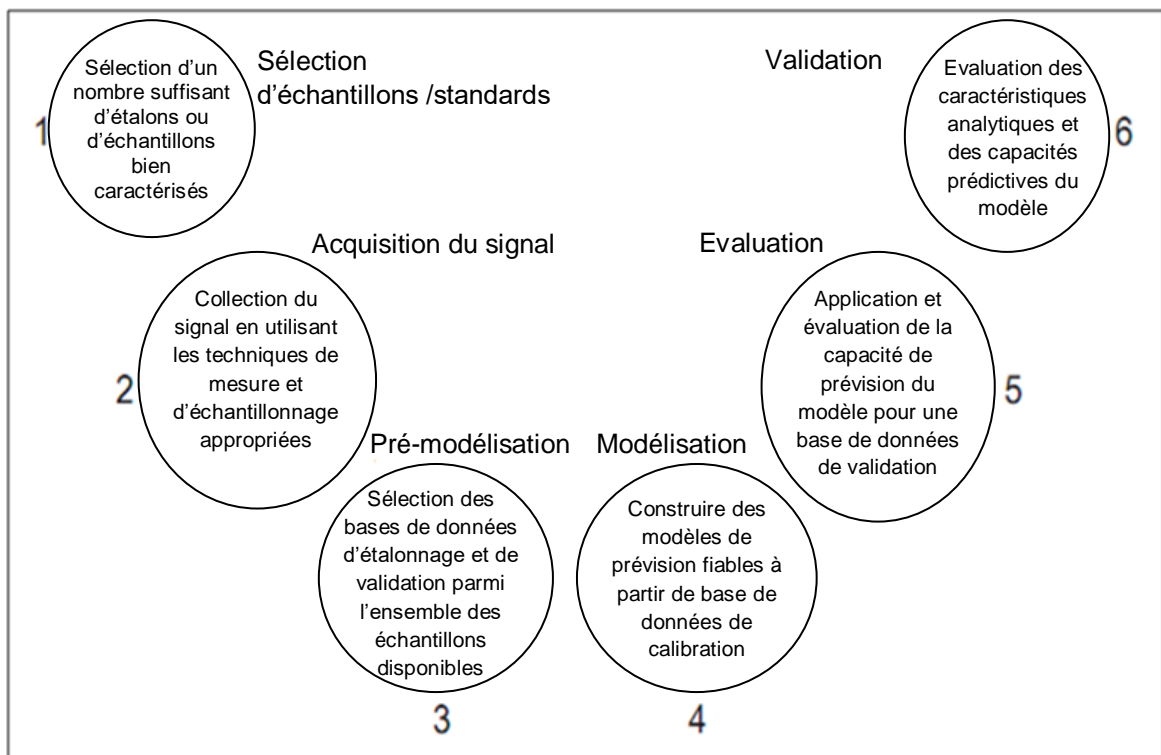 Sélection d'un
nombre suffisant
d'étalons ou
d'échantillons
bien
caractérisés
1
Sélection
d'échantillons /standards
Acquisition du signal
Collection du
signal en utilisant
les techniques de
mesure et
d'échantillonnage
appropriées
2
Pré-modélisation
Sélection des
bases de données
d'étalonnage et de
validation parmi
l'ensemble des
échantillons
disponibles
3
Modélisation
Construire des
modèles de
prévision fiables à
partir de base de
données de
calibration
4
Evaluation
Application et
évaluation de la
capacité de
prévision du
modèle pour une
base de données
de validation
5
Validation
Evaluation des
caractéristiques
analytiques et
des capacités
prédictives du
modèle
6